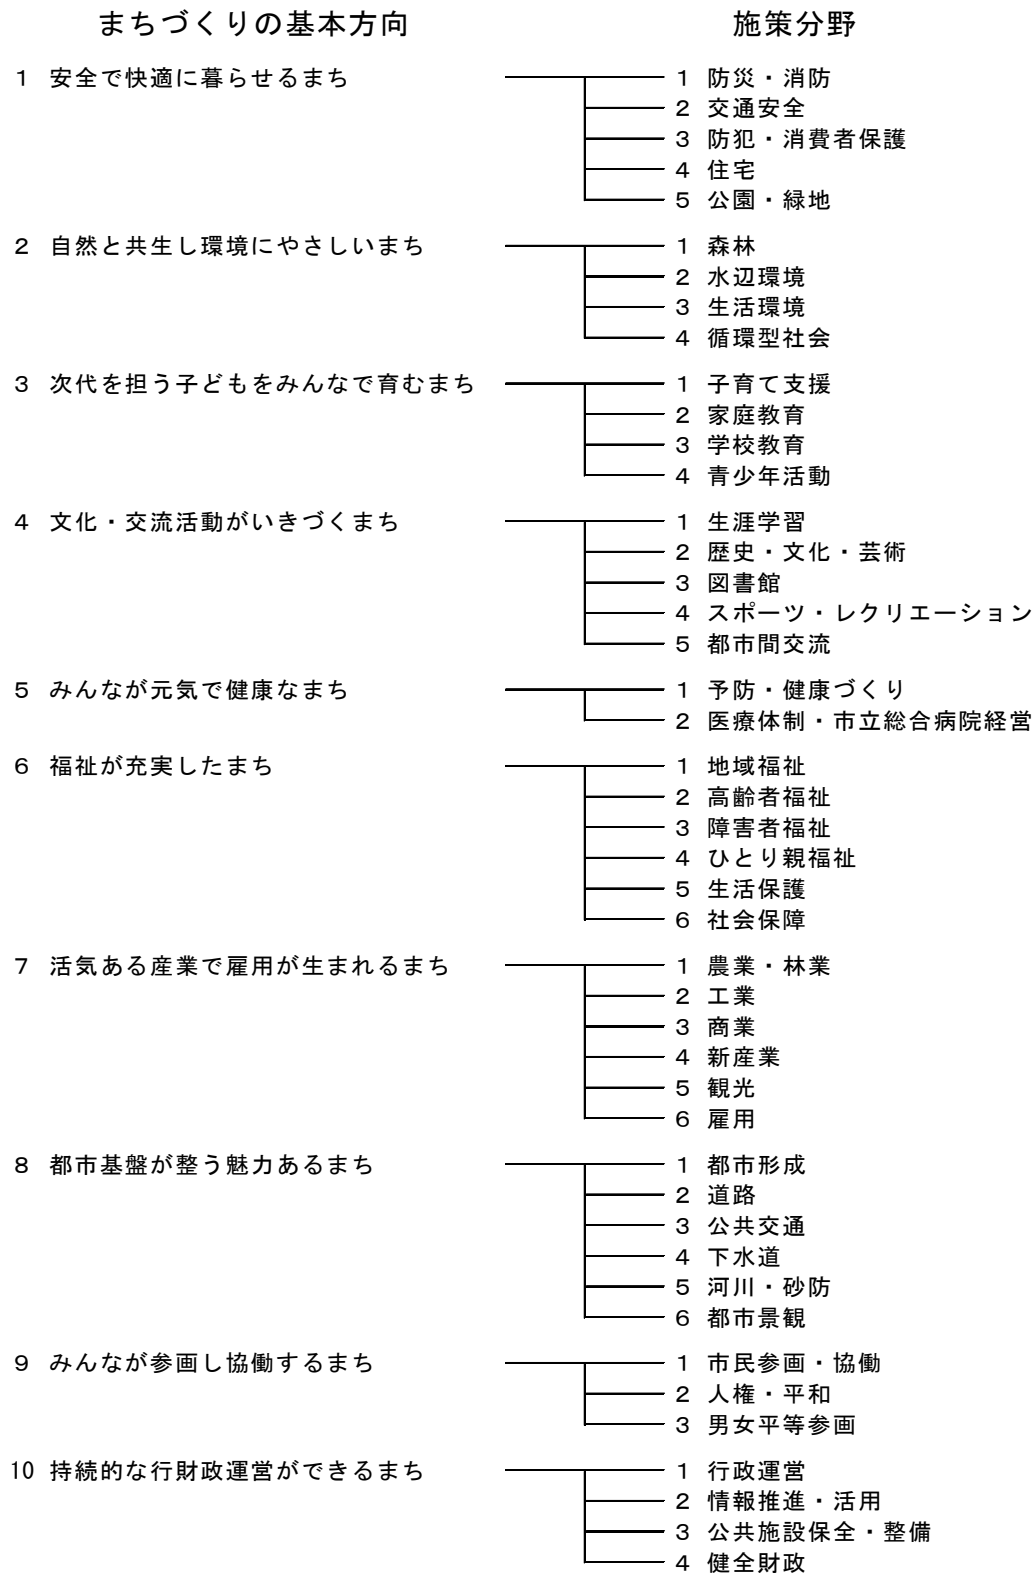 まちづくりの基本方向 施策分野
1 安全で快適に暮らせるまち 1 防災・消防
2 交通安全
3 防犯・消費者保護
4 住宅
5 公園・緑地
2 自然と共生し環境にやさしいまち 1 森林
2 水辺環境
3 生活環境
4 循環型社会
3 次代を担う子どもをみんなで育むまち 1 子育て支援
2 家庭教育
3 学校教育
4 青少年活動
4 文化・交流活動がいきづくまち 1 生涯学習
2 歴史・文化・芸術
3 図書館
4 スポーツ・レクリエーション
5 都市間交流
5 みんなが元気で健康なまち 1 予防・健康づくり
2 医療体制・市立総合病院経営
6 福祉が充実したまち 1 地域福祉
2 高齢者福祉
3 障害者福祉
4 ひとり親福祉
5 生活保護
6 社会保障
7 活気ある産業で雇用が生まれるまち 1 農業・林業
2 工業
3 商業
4 新産業
5 観光
6 雇用
8 都市基盤が整う魅力あるまち 1 都市形成
2 道路
3 公共交通
4 下水道
5 河川・砂防
6 都市景観
9 みんなが参画し協働するまち 1 市民参画・協働
2 人権・平和
3 男女平等参画
10 持続的な行財政運営ができるまち 1 行政運営
2 情報推進・活用
3 公共施設保全・整備
4 健全財政